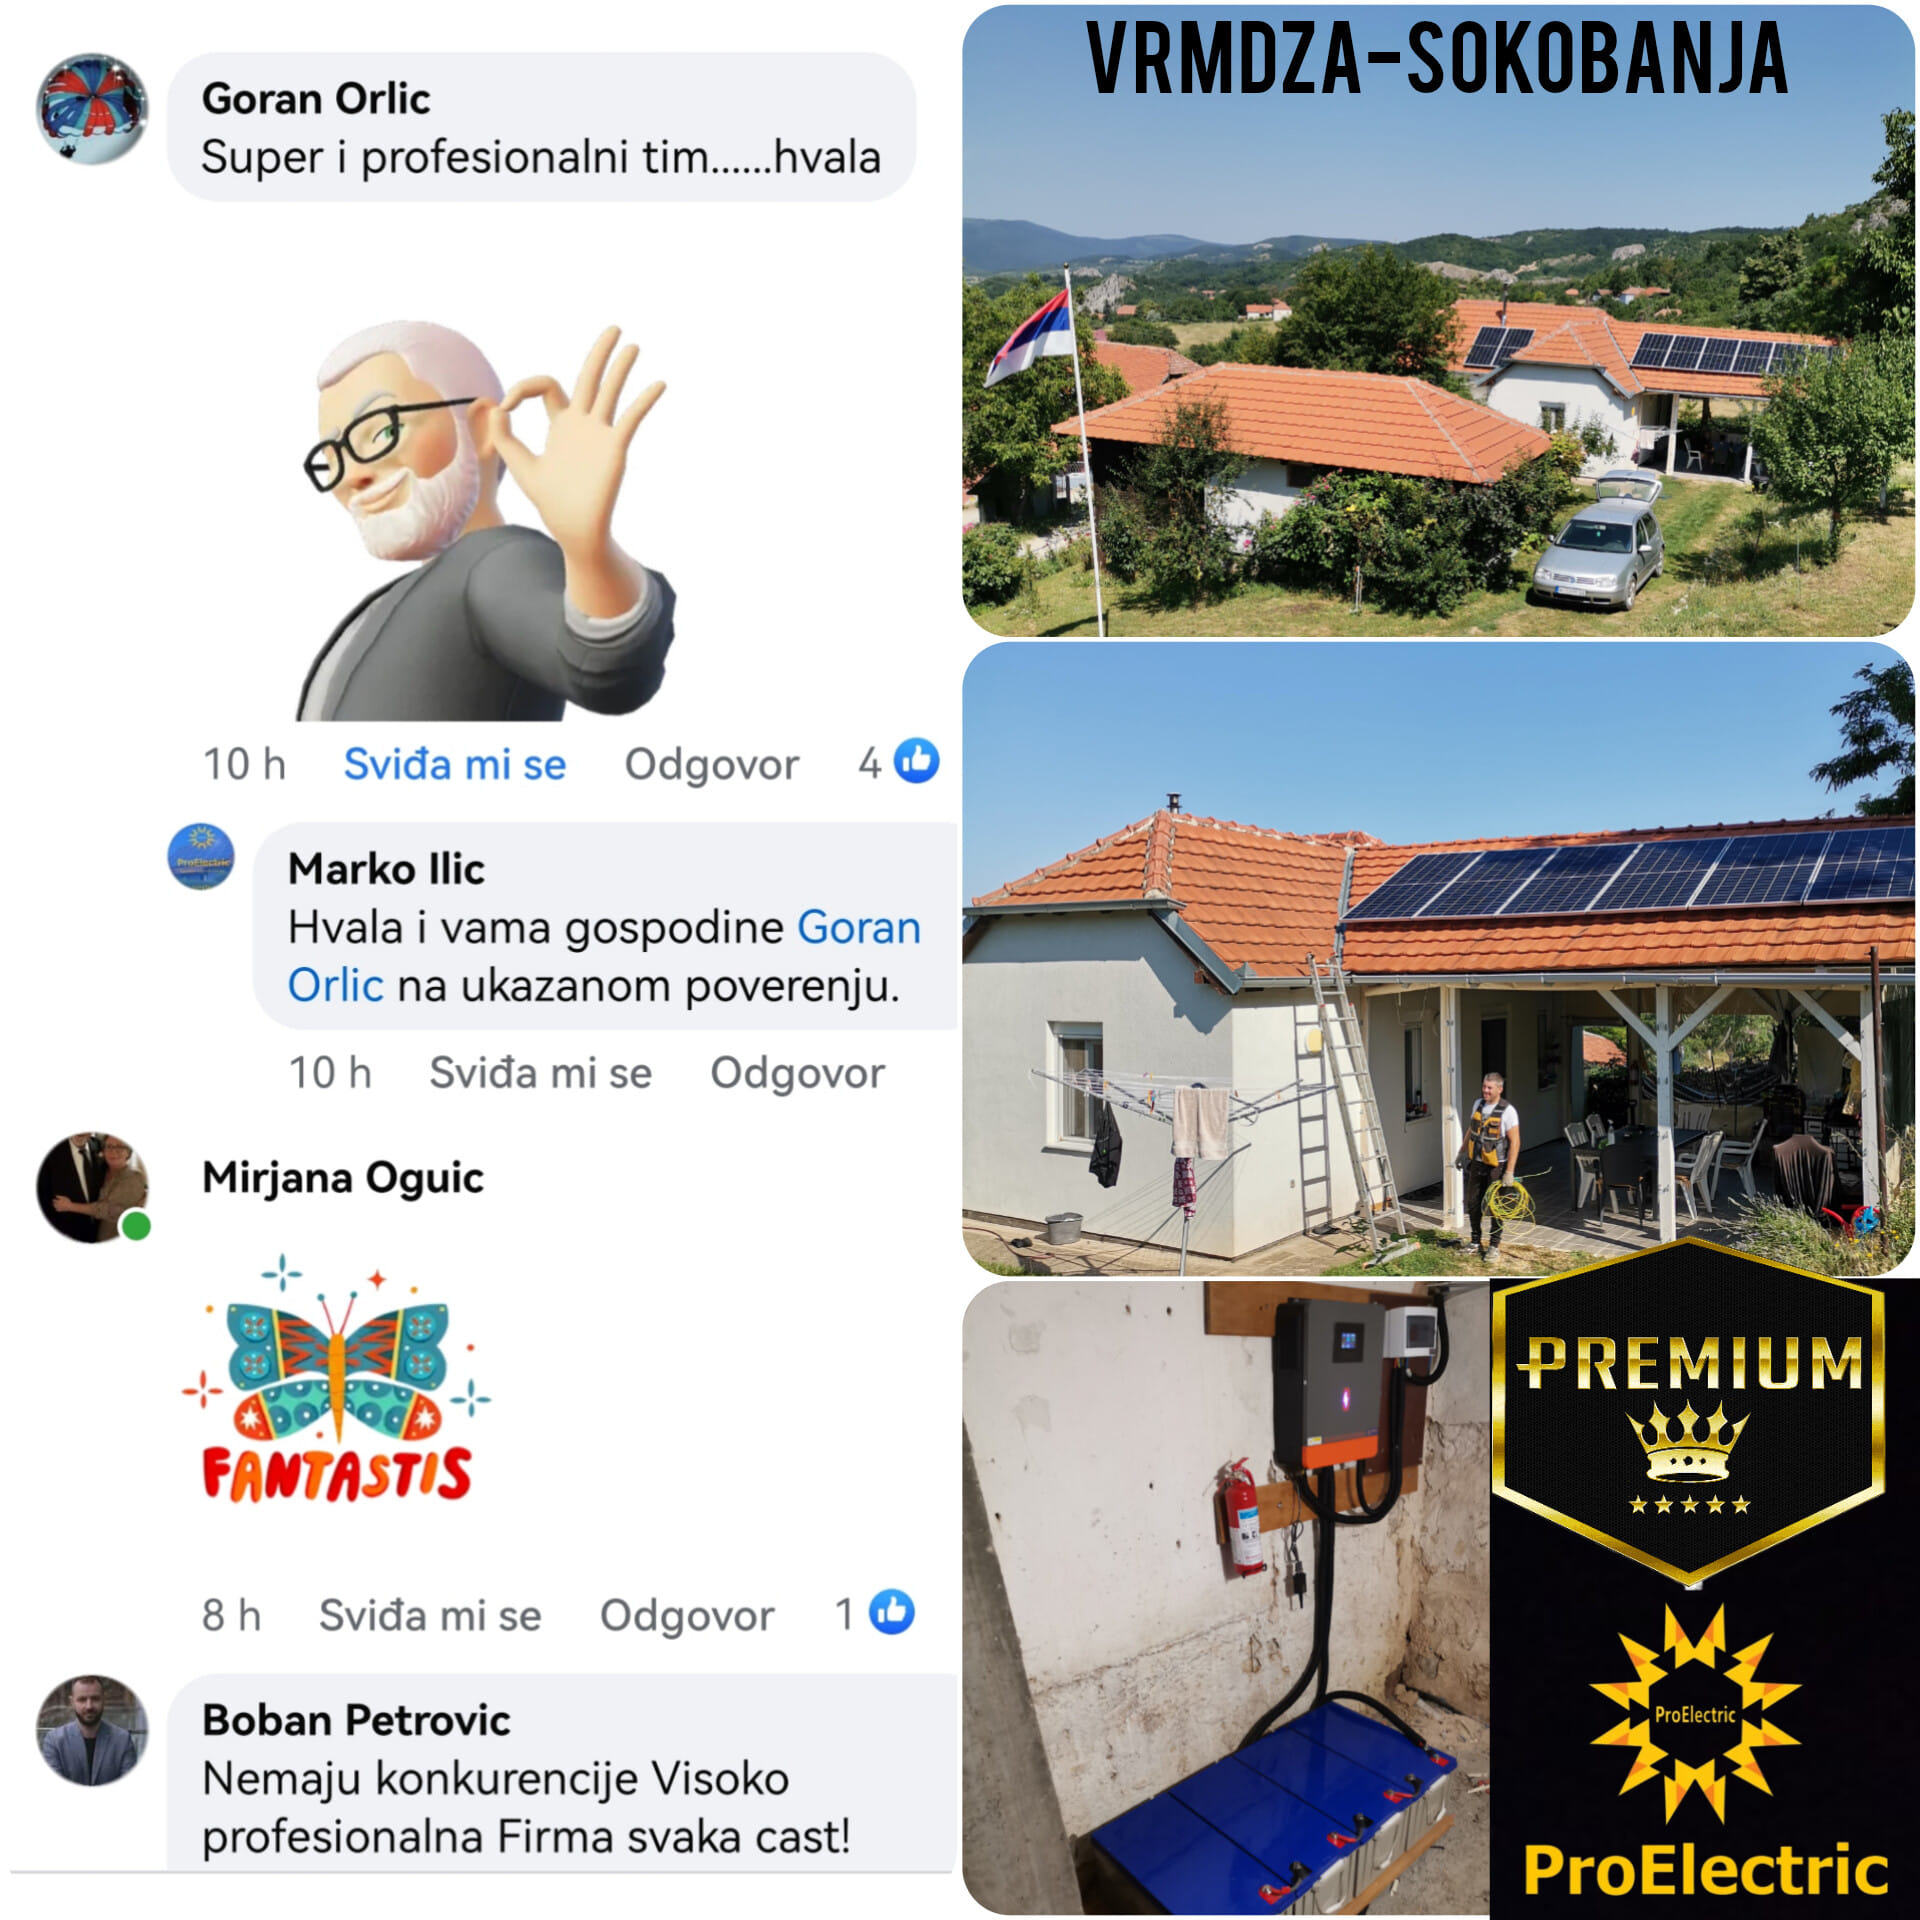 Goran Orlic
Super i profesionalni tim......hvala
10 h Sviđa mi se Odgovor 4
ProElectric
Marko Ilic
Hvala i vama gospodine Goran
Orlic na ukazanom poverenju.
10 h Sviđa mi se Odgovor
Mirjana Oguic
FANTASTIS
8 h Sviđa mi se Odgovor 1
Boban Petrovic
Nemaju konkurencije Visoko
profesionalna Firma svaka cast!
VRMDZA-SOKOBANJA
PREMIUM
ProElectric
ProElectric